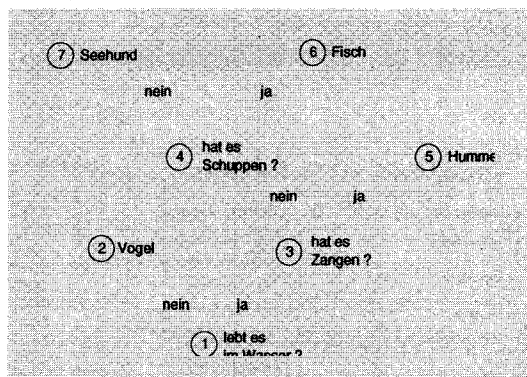 7 Seehund
6 Fisch
nein ja
4 hat es
Schuppen ?
5 Humme
nein ja
2 Vogel
3 hat es
Zangen ?
nein ja
1 lebt es
im Wasser ?